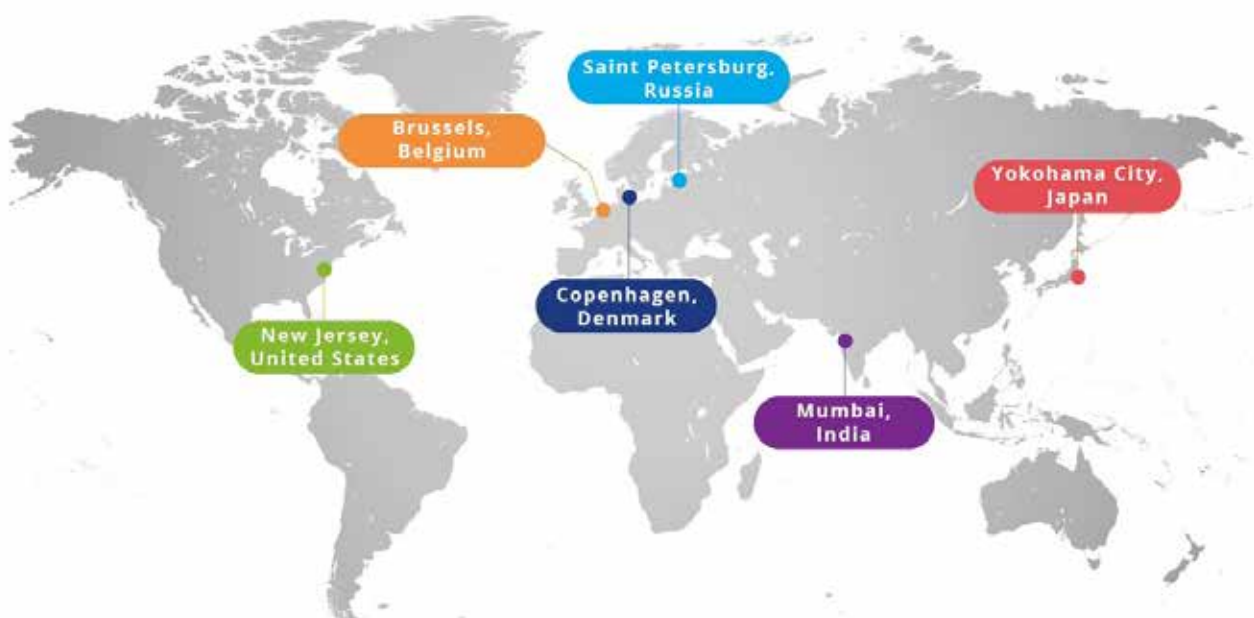 Saint Petersburg,
Russia
Brussels,
Belgium
Yokohama City,
Japan
Copenhagen,
Denmark
New Jersey,
United States
Mumbai,
India